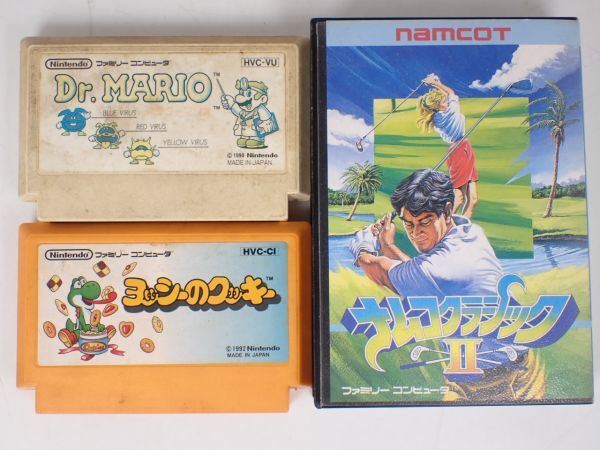 Nintendo ファミリー コンピュータ HVC-VU
Dr. MARIO™
BLUE VIRUS
RED VIRUS
YELLOW VIRUS
©1990 Nintendo
MADE IN JAPAN
Nintendo ファミリー コンピュータ HVC-CI
ヨッシーのクッキー™
©1992 Nintendo
MADE IN JAPAN
namcoT
ナムコクラシック
II
ファミリー コンピュータ